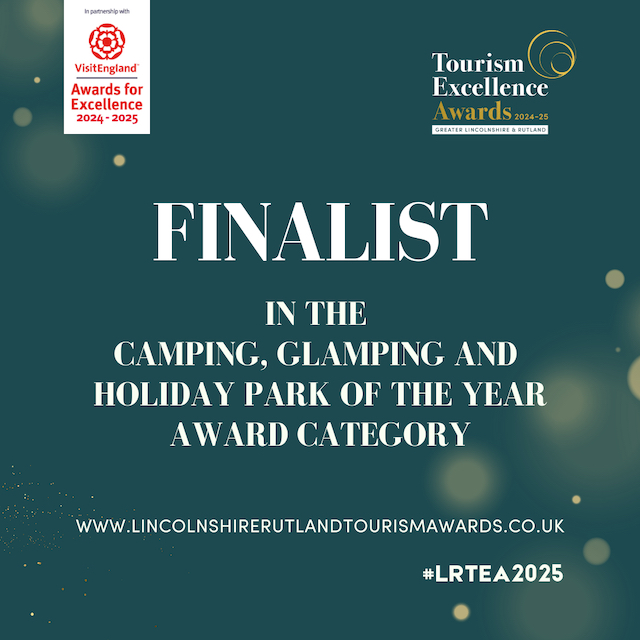 In partnership with
VisitEngland™
Awards for
Excellence
2024 - 2025
Tourism
Excellence
Awards 2024-25
GREATER LINCOLNSHIRE & RUTLAND
FINALIST
IN THE
CAMPING, GLAMPING AND
HOLIDAY PARK OF THE YEAR
AWARD CATEGORY
WWW.LINCOLNSHIRERUTLANDTOURISMAWARDS.CO.UK
#LRTEA2025